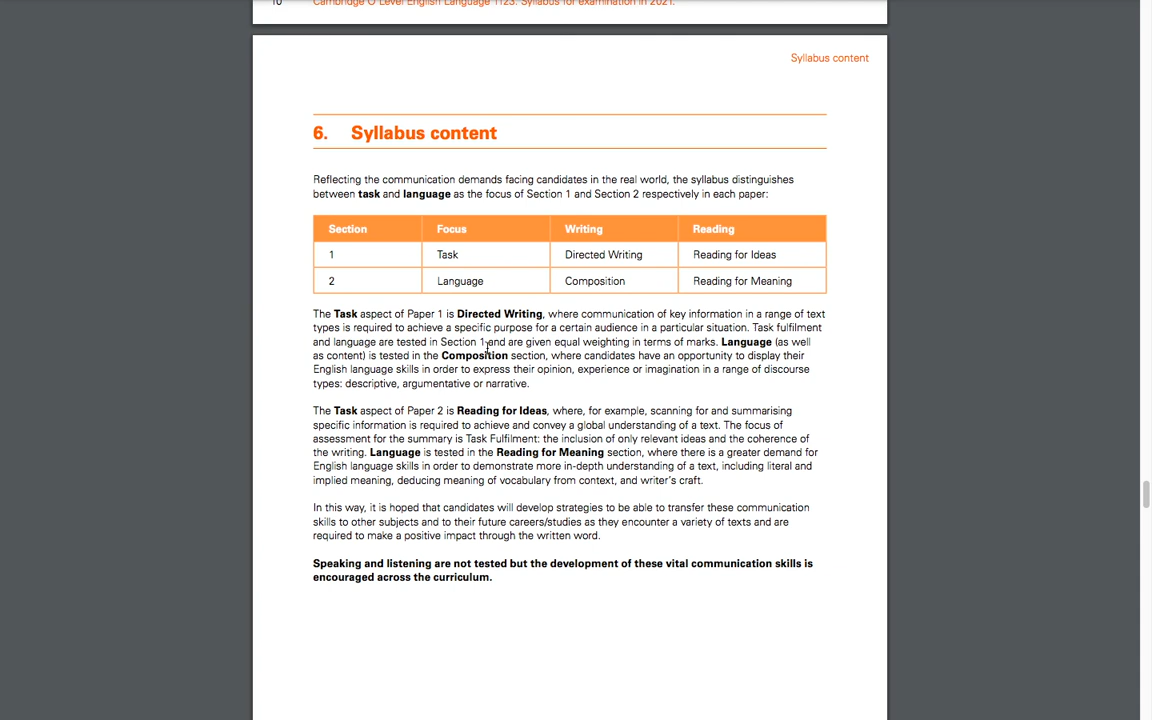 10 Cambridge O Level English Language 1123. Syllabus for examination in 2021.
Syllabus content
6. Syllabus content
Reflecting the communication demands facing candidates in the real world, the syllabus distinguishes
between task and language as the focus of Section 1 and Section 2 respectively in each paper:
Section Focus Writing Reading
1 Task Directed Writing Reading for Ideas
2 Language Composition Reading for Meaning
The Task aspect of Paper 1 is Directed Writing, where communication of key information in a range of text
types is required to achieve a specific purpose for a certain audience in a particular situation. Task fulfilment
and language are tested in Section 1 and are given equal weighting in terms of marks. Language (as well
as content) is tested in the Composition section, where candidates have an opportunity to display their
English language skills in order to express their opinion, experience or imagination in a range of discourse
types: descriptive, argumentative or narrative.
The Task aspect of Paper 2 is Reading for Ideas, where, for example, scanning for and summarising
specific information is required to achieve and convey a global understanding of a text. The focus of
assessment for the summary is Task Fulfilment: the inclusion of only relevant ideas and the coherence of
the writing. Language is tested in the Reading for Meaning section, where there is a greater demand for
English language skills in order to demonstrate more in-depth understanding of a text, including literal and
implied meaning, deducing meaning of vocabulary from context, and writer's craft.
In this way, it is hoped that candidates will develop strategies to be able to transfer these communication
skills to other subjects and to their future careers/studies as they encounter a variety of texts and are
required to make a positive impact through the written word.
Speaking and listening are not tested but the development of these vital communication skills is
encouraged across the curriculum.